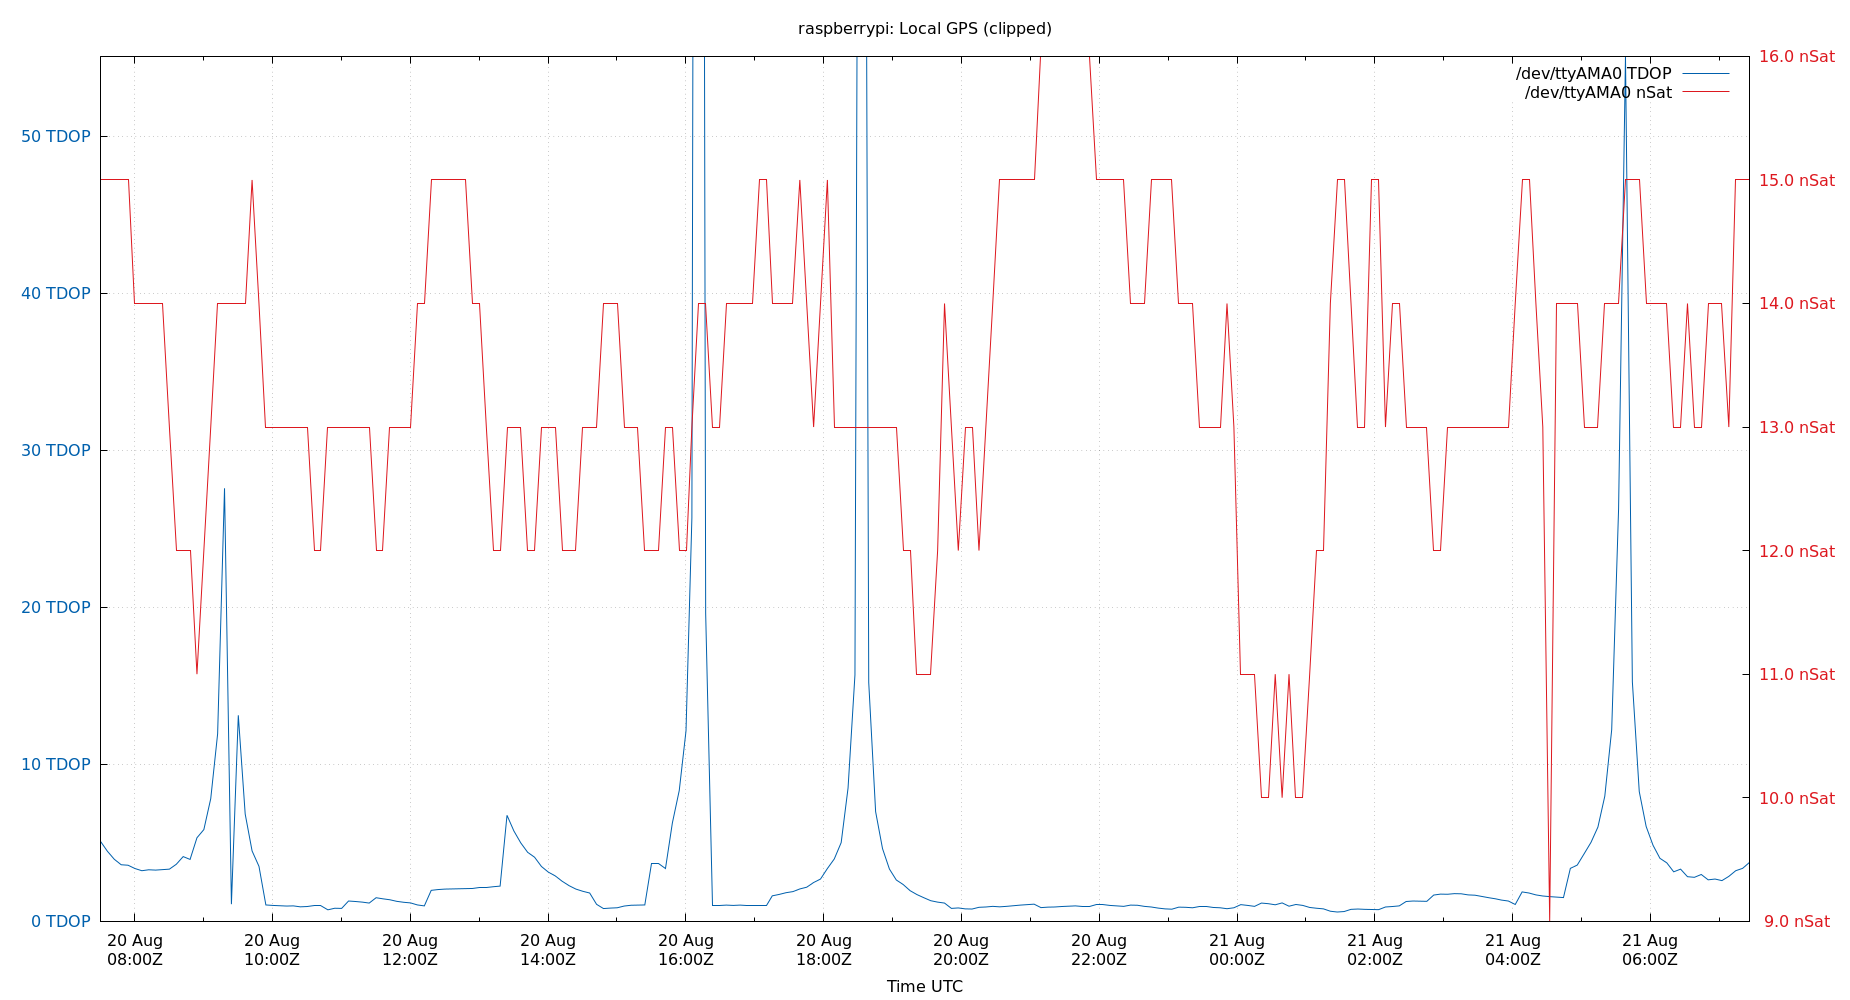 raspberrypi: Local GPS (clipped)
/dev/ttyAMA0 TDOP
/dev/ttyAMA0 nSat
50 TDOP
40 TDOP
30 TDOP
20 TDOP
10 TDOP
0 TDOP
16.0 nSat
15.0 nSat
14.0 nSat
13.0 nSat
12.0 nSat
11.0 nSat
10.0 nSat
9.0 nSat
20 Aug
08:00Z
20 Aug
10:00Z
20 Aug
12:00Z
20 Aug
14:00Z
20 Aug
16:00Z
20 Aug
18:00Z
20 Aug
20:00Z
20 Aug
22:00Z
21 Aug
00:00Z
21 Aug
02:00Z
21 Aug
04:00Z
21 Aug
06:00Z
Time UTC